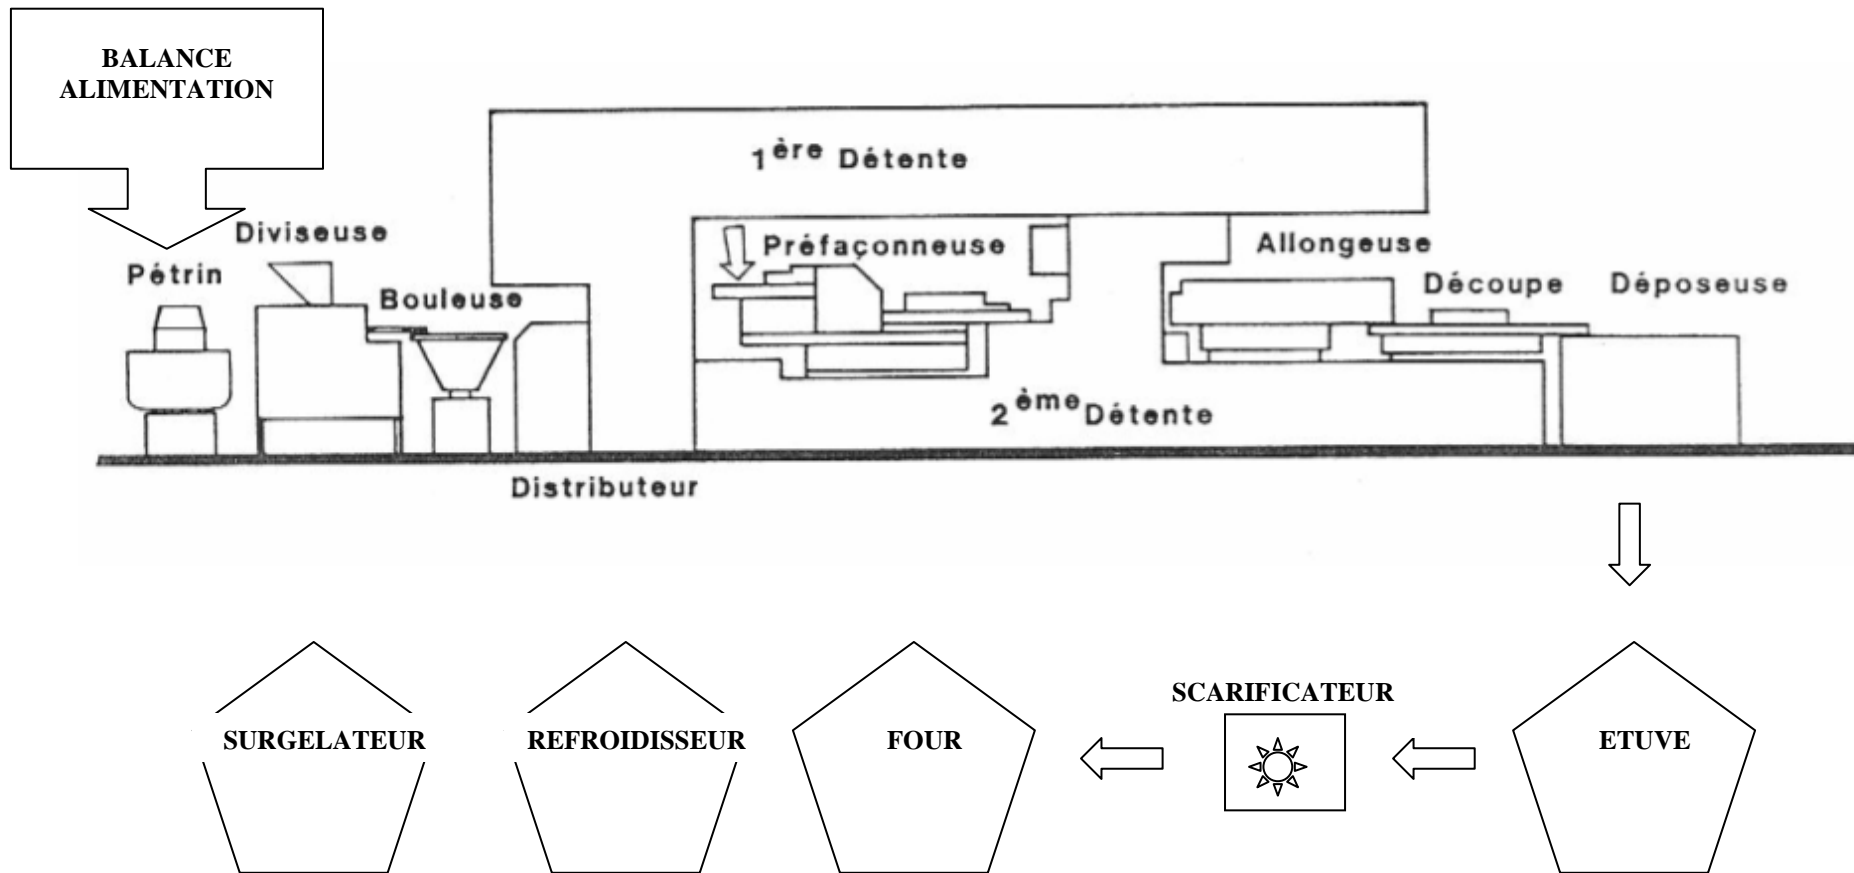 BALANCE
ALIMENTATION
1ère Détente
Diviseuse
Préfaçonneuse
Allongeuse
Pétrin
Bouleuse
Découpe
Déposeuse
2ème Détente
Distributeur
SCARIFICATEUR
SURGELATEUR
REFROIDISSEUR
FOUR
ETUVE